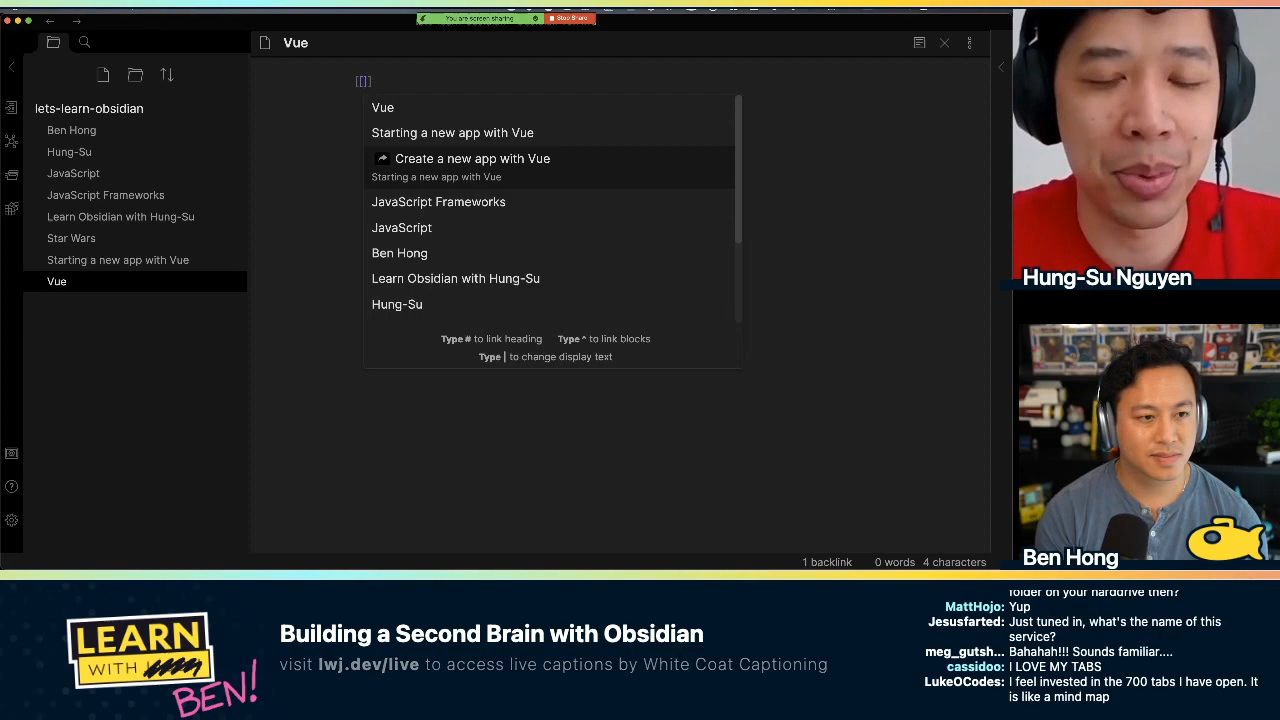 You are screen sharing
Stop Share
Vue
lets-learn-obsidian
Ben Hong
Hung-Su
JavaScript
JavaScript Frameworks
Learn Obsidian with Hung-Su
Star Wars
Starting a new app with Vue
Vue
[[]]
Vue
Starting a new app with Vue
Create a new app with Vue
Starting a new app with Vue
JavaScript Frameworks
JavaScript
Ben Hong
Learn Obsidian with Hung-Su
Hung-Su
Type # to link heading Type ^ to link blocks
Type | to change display text
1 backlink 0 words 4 characters
Hung-Su Nguyen
Ben Hong
LEARN
WITH
BEN!
Building a Second Brain with Obsidian
visit lwj.dev/live to access live captions by White Coat Captioning
folder on your harddrive then?
MattHojo: Yup
Jesusfarted: Just tuned in, what's the name of this
service?
meg_gutsh...: Bahahah!!! Sounds familiar....
cassidoo: I LOVE MY TABS
LukeOCodes: I feel invested in the 700 tabs I have open. It
is like a mind map